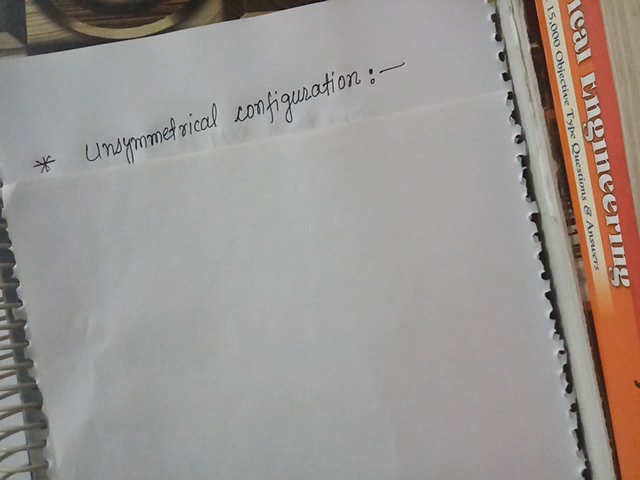 * Unsymmetrical configuration :-
ical Engineering
15,000 Objective Type Questions & Answers